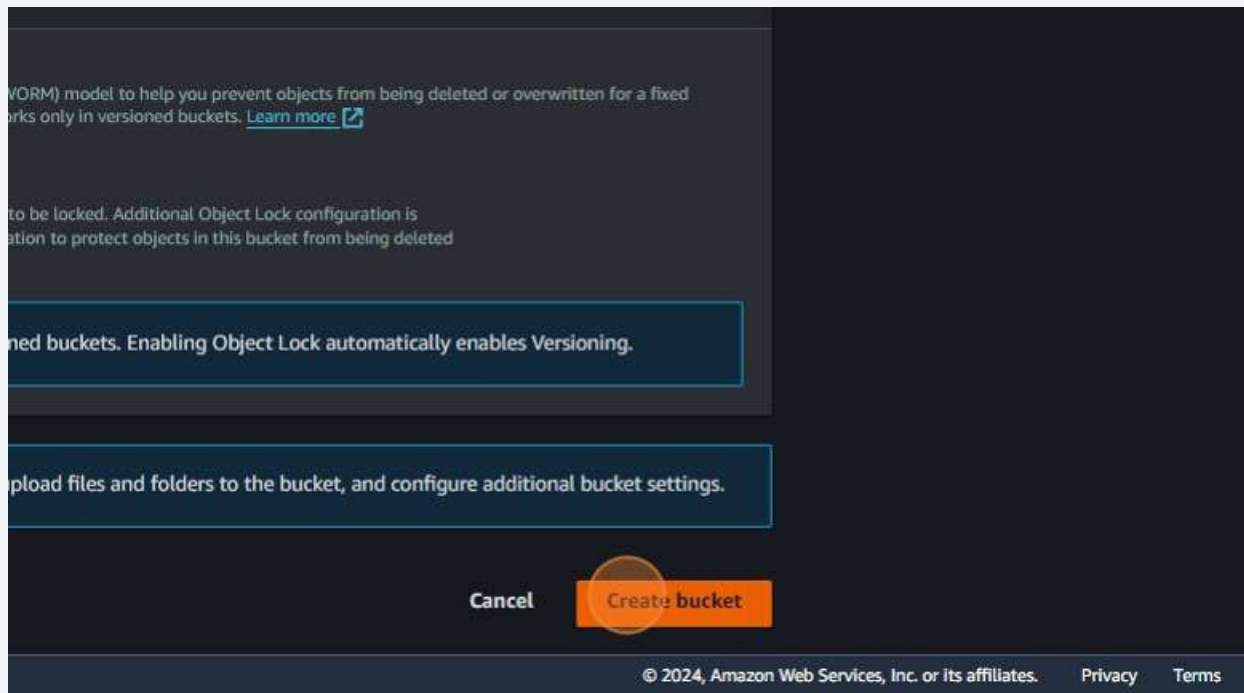 WORM) model to help you prevent objects from being deleted or overwritten for a fixed
rks only in versioned buckets. Learn more
to be locked. Additional Object Lock configuration is
ation to protect objects in this bucket from being deleted
ned buckets. Enabling Object Lock automatically enables Versioning.
upload files and folders to the bucket, and configure additional bucket settings.
Cancel Create bucket
© 2024, Amazon Web Services, Inc. or its affiliates. Privacy Terms